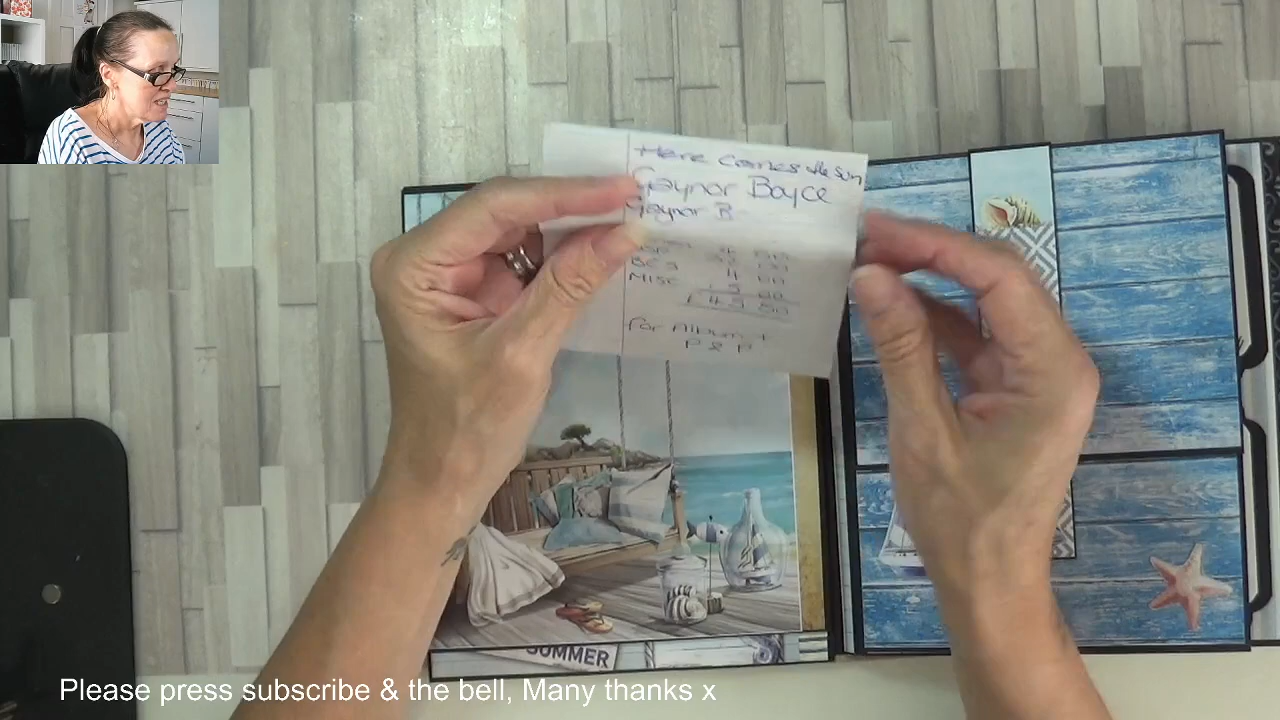 Here comes the Sun
Gaynor Boyce
Gaynor B
MISC
For Album +
P & P
SUMMER
Please press subscribe & the bell, Many thanks x